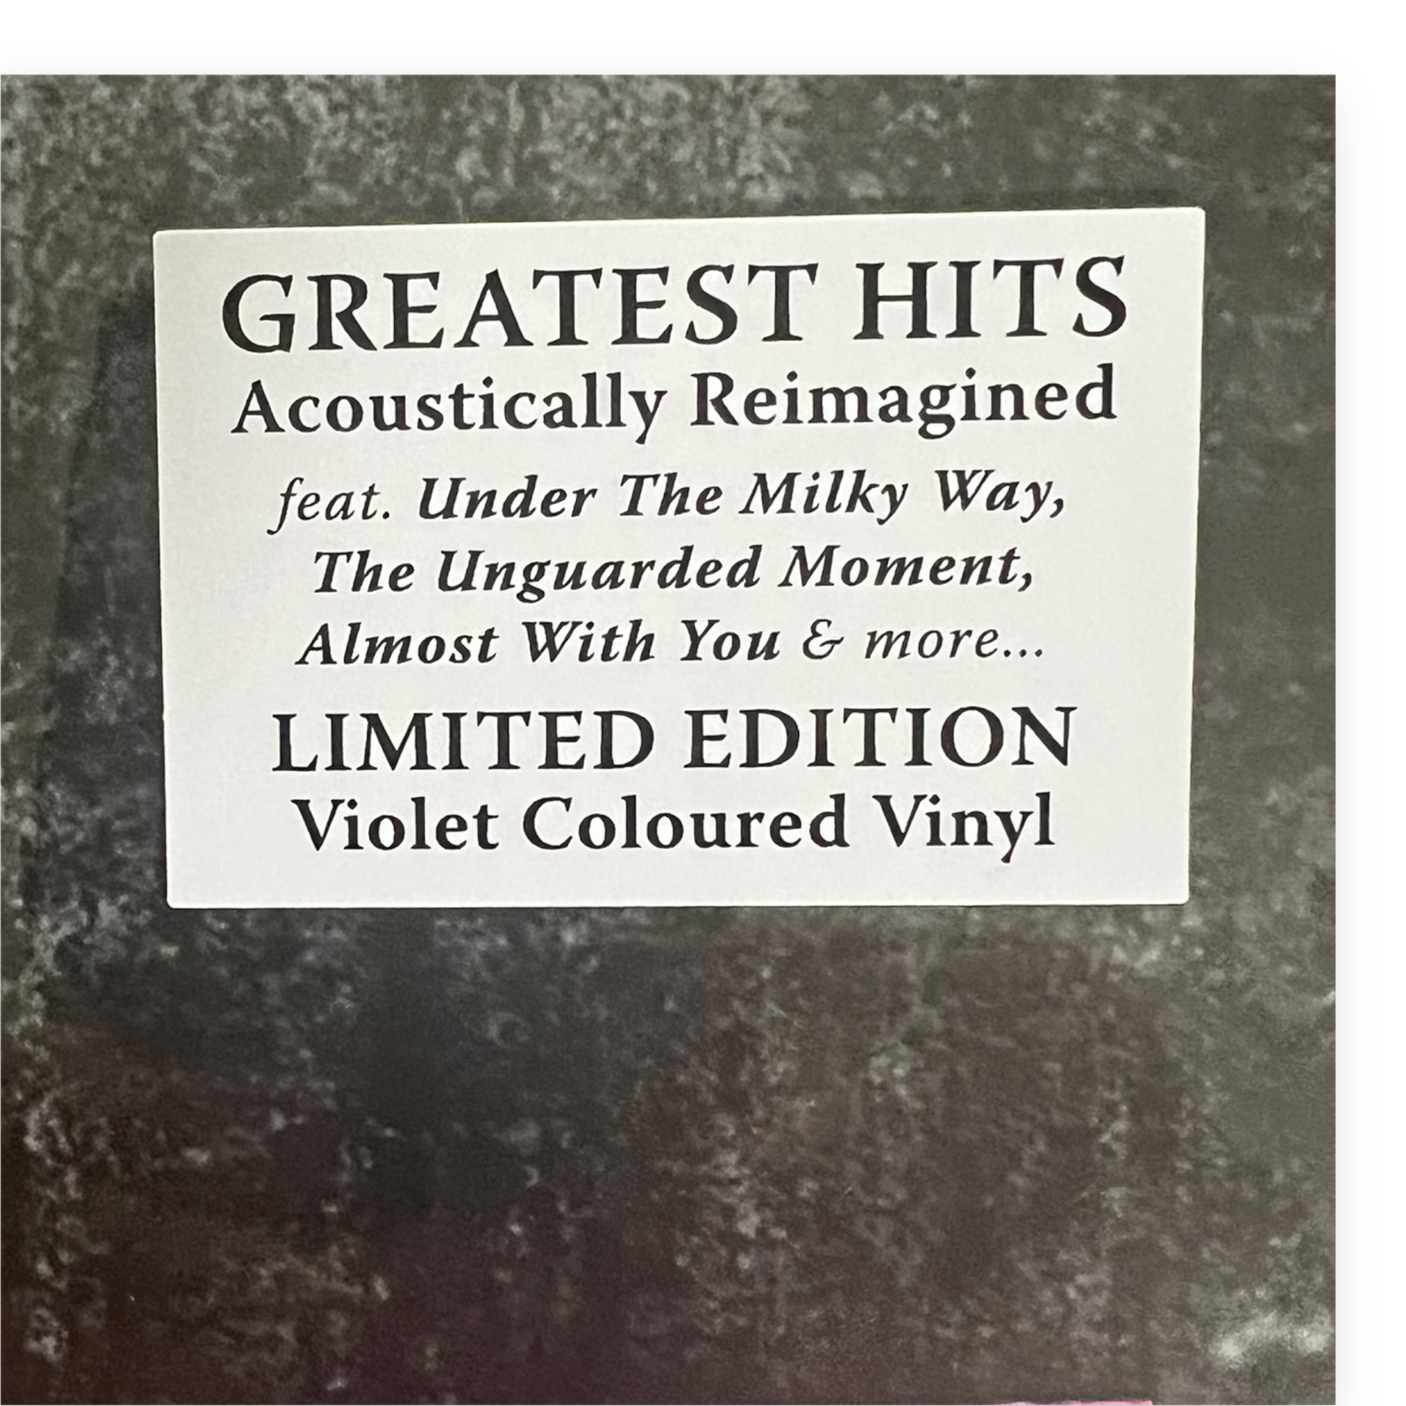 GREATEST HITS
Acoustically Reimagined
feat. Under The Milky Way,
The Unguarded Moment,
Almost With You & more...
LIMITED EDITION
Violet Coloured Vinyl